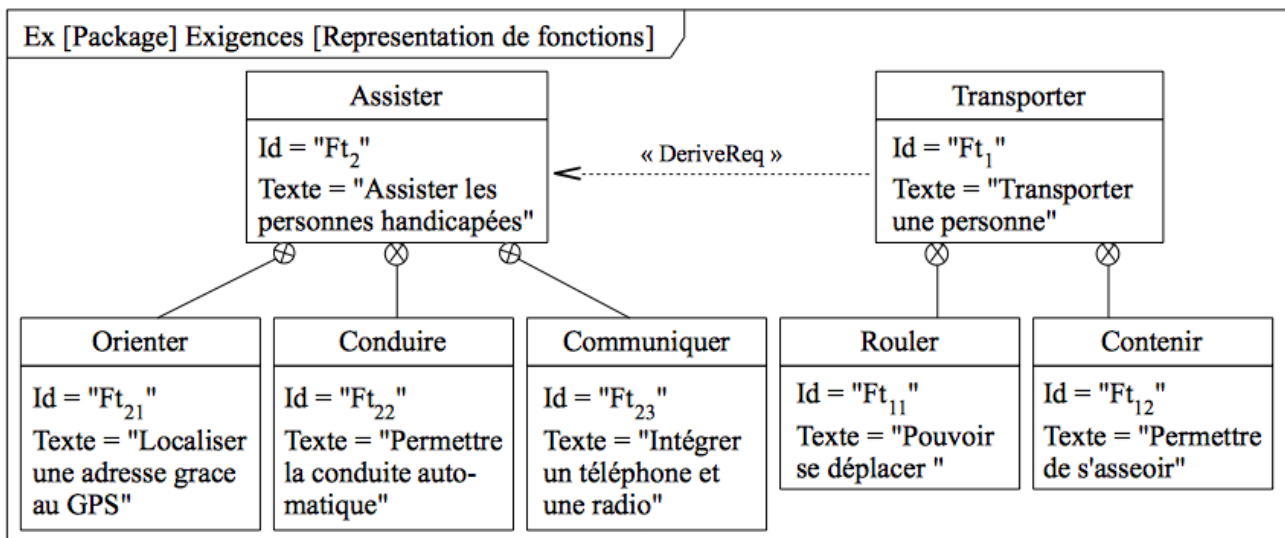 Ex [Package] Exigences [Representation de fonctions]
Assister
Id = "Ft2"
Texte = "Assister les
personnes handicapées"
« DeriveReq »
Transporter
Id = "Ft1"
Texte = "Transporter
une personne"
Orienter
Id = "Ft21"
Texte = "Localiser
une adresse grace
au GPS"
Conduire
Id = "Ft22"
Texte = "Permettre
la conduite auto-
matique"
Communiquer
Id = "Ft23"
Texte = "Intégrer
un téléphone et
une radio"
Rouler
Id = "Ft11"
Texte = "Pouvoir
se déplacer "
Contenir
Id = "Ft12"
Texte = "Permettre
de s'asseoir"